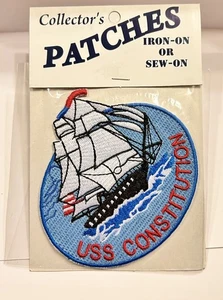 Collector's
PATCHES
IRON-ON
OR
SEW-ON
USS CONSTITUTION